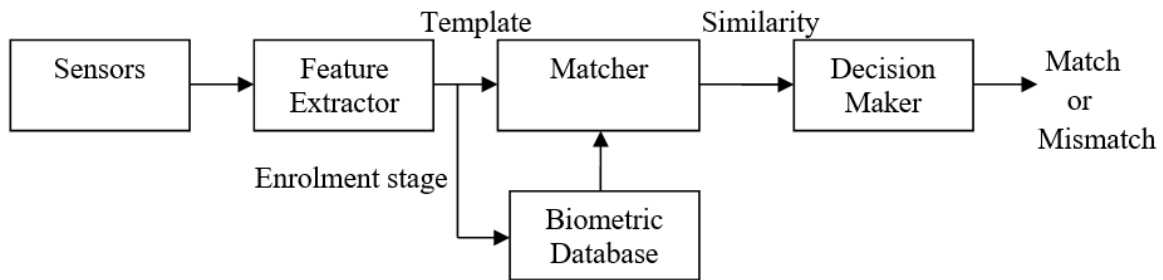 Template
Similarity
Sensors
Feature
Extractor
Matcher
Decision
Maker
Match
or
Mismatch
Enrolment stage
Biometric
Database